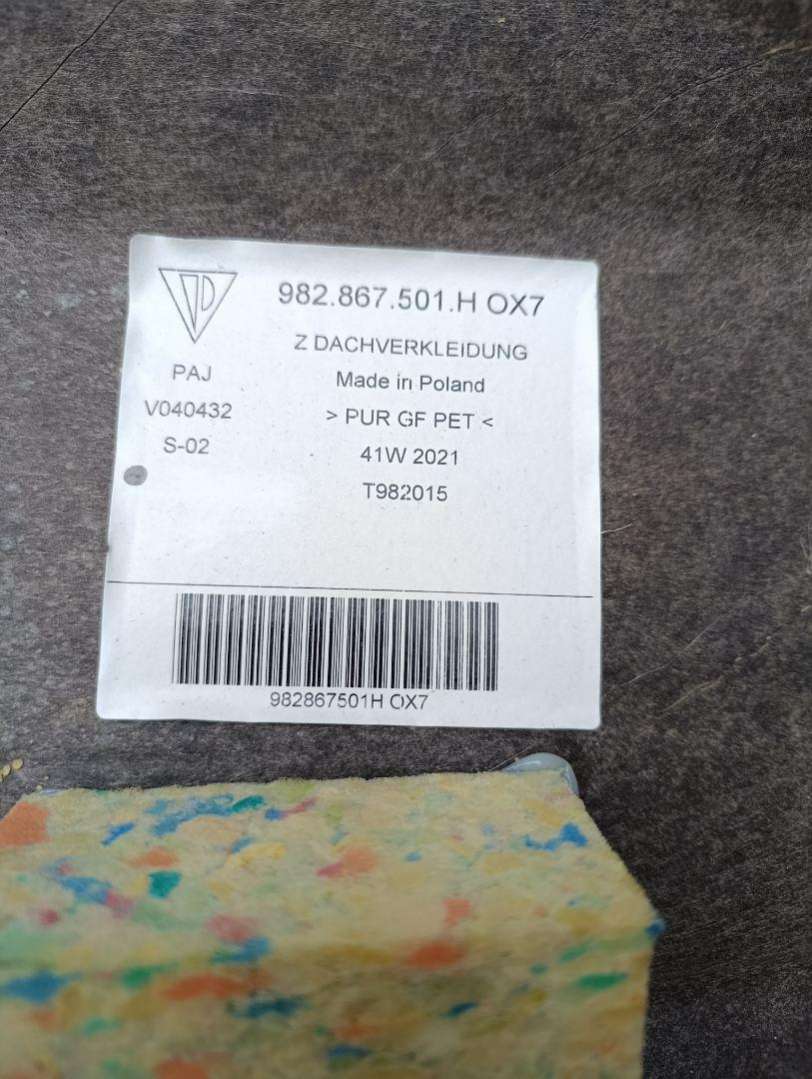 982.867.501.H OX7
Z DACHVERKLEIDUNG
PAJ
Made in Poland
V040432
> PUR GF PET <
S-02
41W 2021
T982015
982867501H OX7